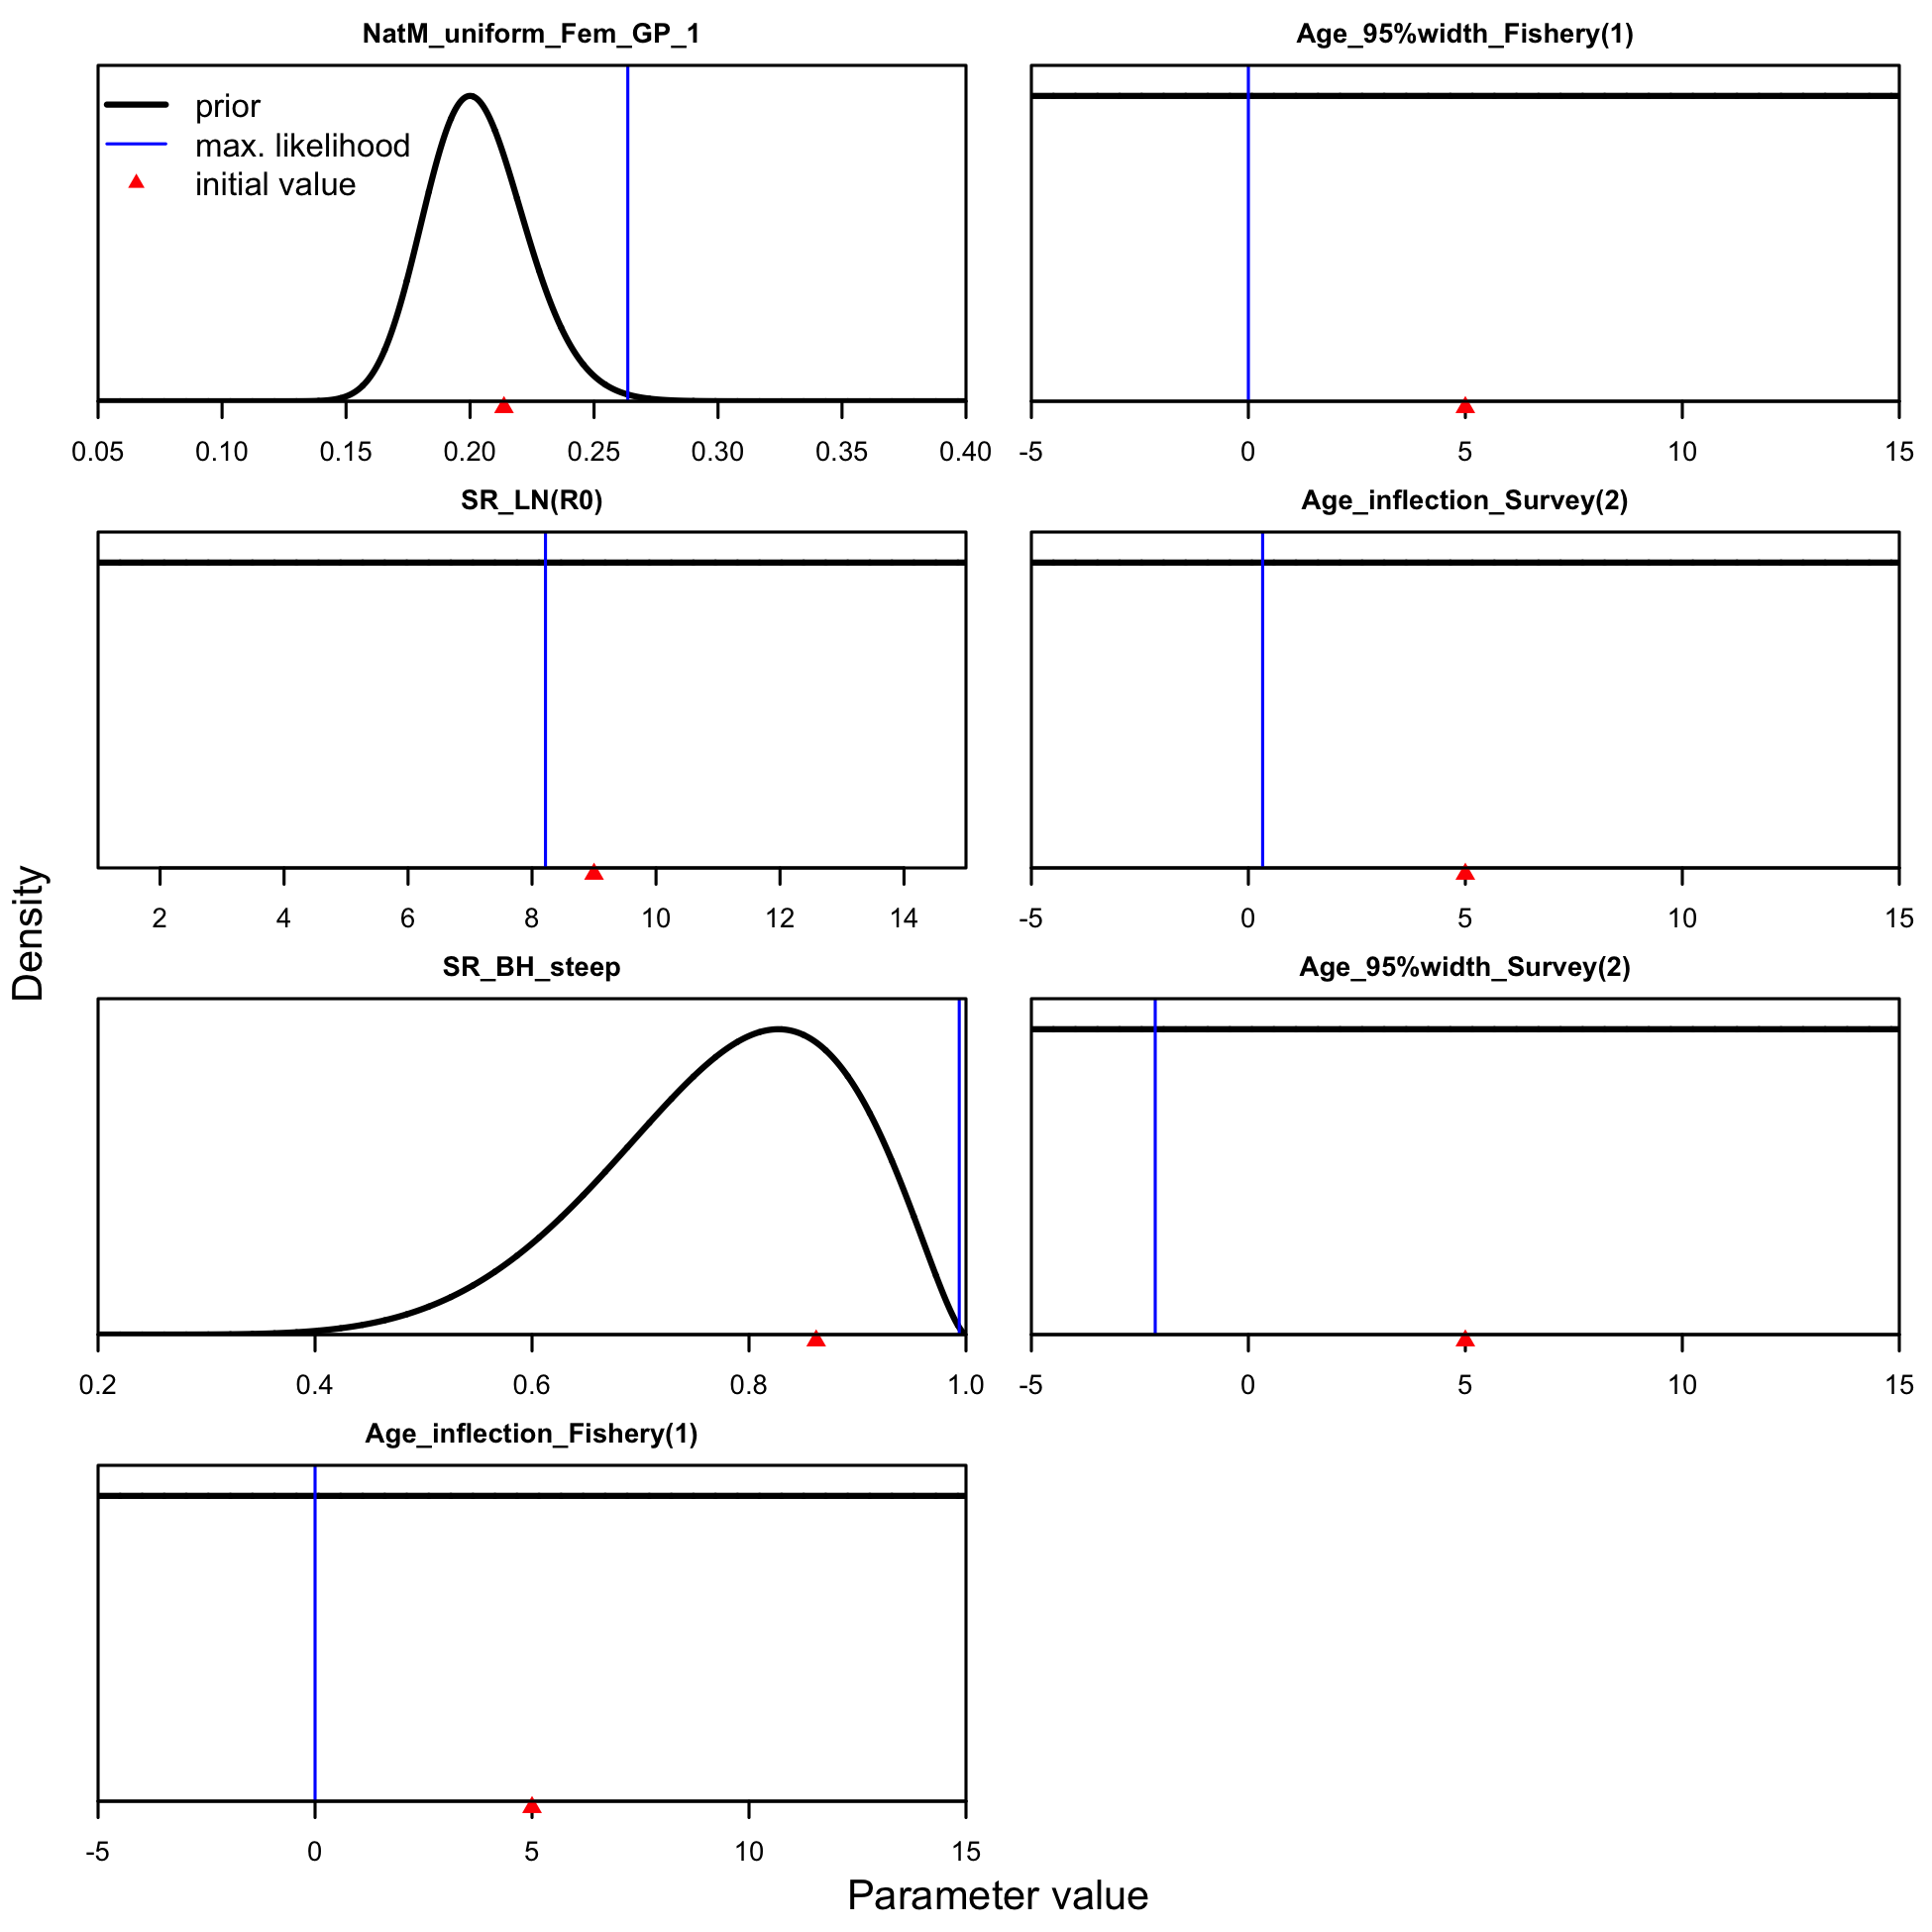 NatM_uniform_Fem_GP_1
prior
max. likelihood
initial value
0.05 0.10 0.15 0.20 0.25 0.30 0.35 0.40
Age_95%width_Fishery(1)
-5 0 5 10 15
SR_LN(R0)
2 4 6 8 10 12 14
Age_inflection_Survey(2)
-5 0 5 10 15
SR_BH_steep
0.2 0.4 0.6 0.8 1.0
Age_95%width_Survey(2)
-5 0 5 10 15
Age_inflection_Fishery(1)
-5 0 5 10 15
Density
Parameter value